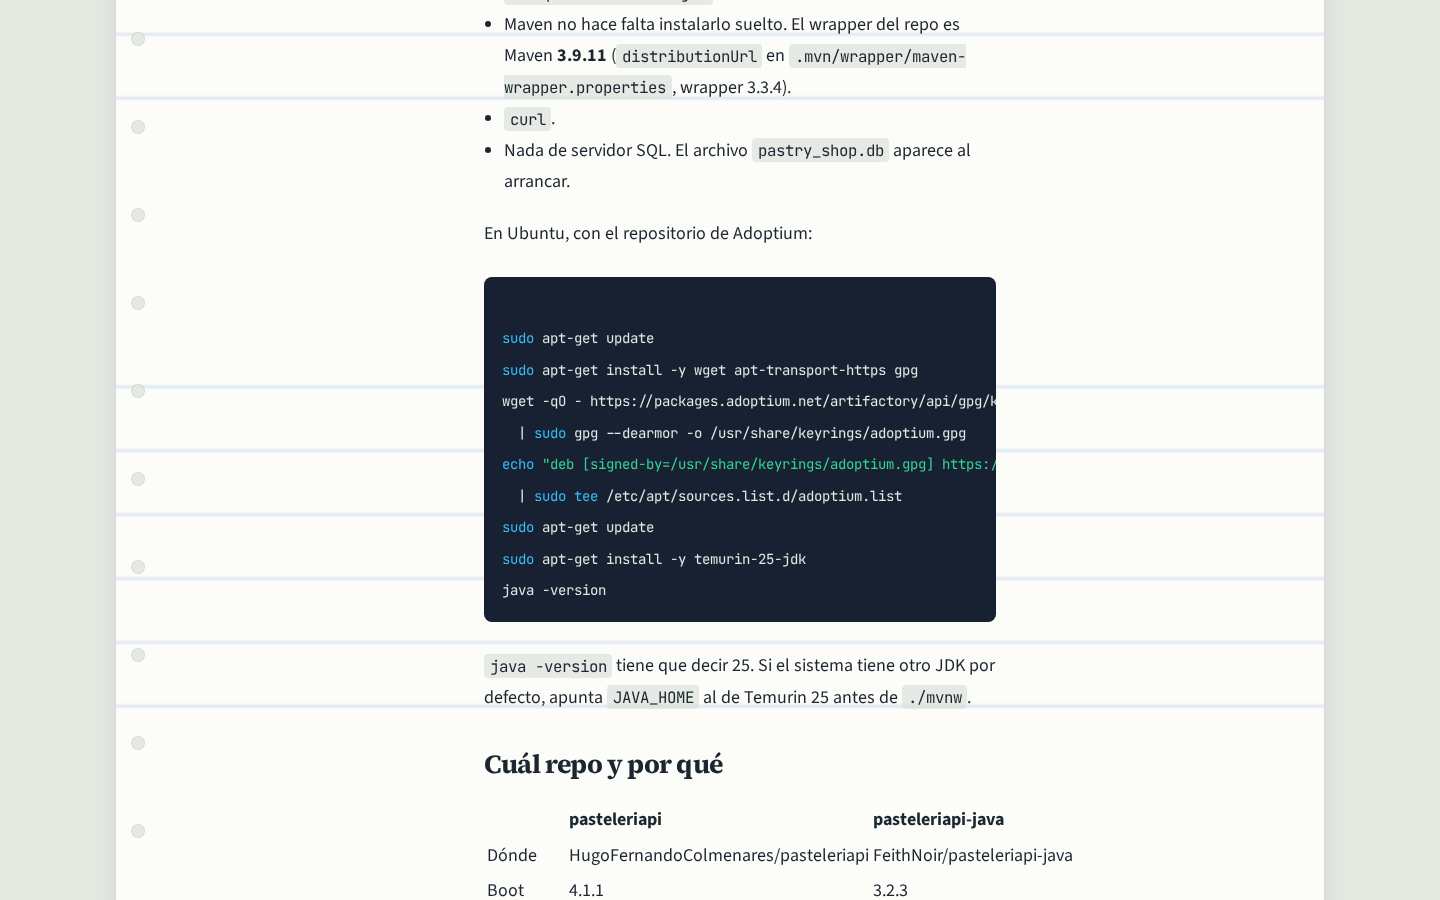 Maven no hace falta instalarlo suelto. El wrapper del repo es
Maven 3.9.11 (distributionUrl en .mvn/wrapper/maven-
wrapper.properties, wrapper 3.3.4).
curl.
Nada de servidor SQL. El archivo pastry_shop.db aparece al
arrancar.
En Ubuntu, con el repositorio de Adoptium:
sudo apt-get update
sudo apt-get install -y wget apt-transport-https gpg
wget -qO - https://packages.adoptium.net/artifactory/api/gpg/k
| sudo gpg --dearmor -o /usr/share/keyrings/adoptium.gpg
echo "deb [signed-by=/usr/share/keyrings/adoptium.gpg] https:/
| sudo tee /etc/apt/sources.list.d/adoptium.list
sudo apt-get update
sudo apt-get install -y temurin-25-jdk
java -version
java -version tiene que decir 25. Si el sistema tiene otro JDK por
defecto, apunta JAVA_HOME al de Temurin 25 antes de ./mvnw.
Cuál repo y por qué
pasteleriapi pasteleriapi-java
Dónde HugoFernandoColmenares/pasteleriapi FeithNoir/pasteleriapi-java
Boot 4.1.1 3.2.3